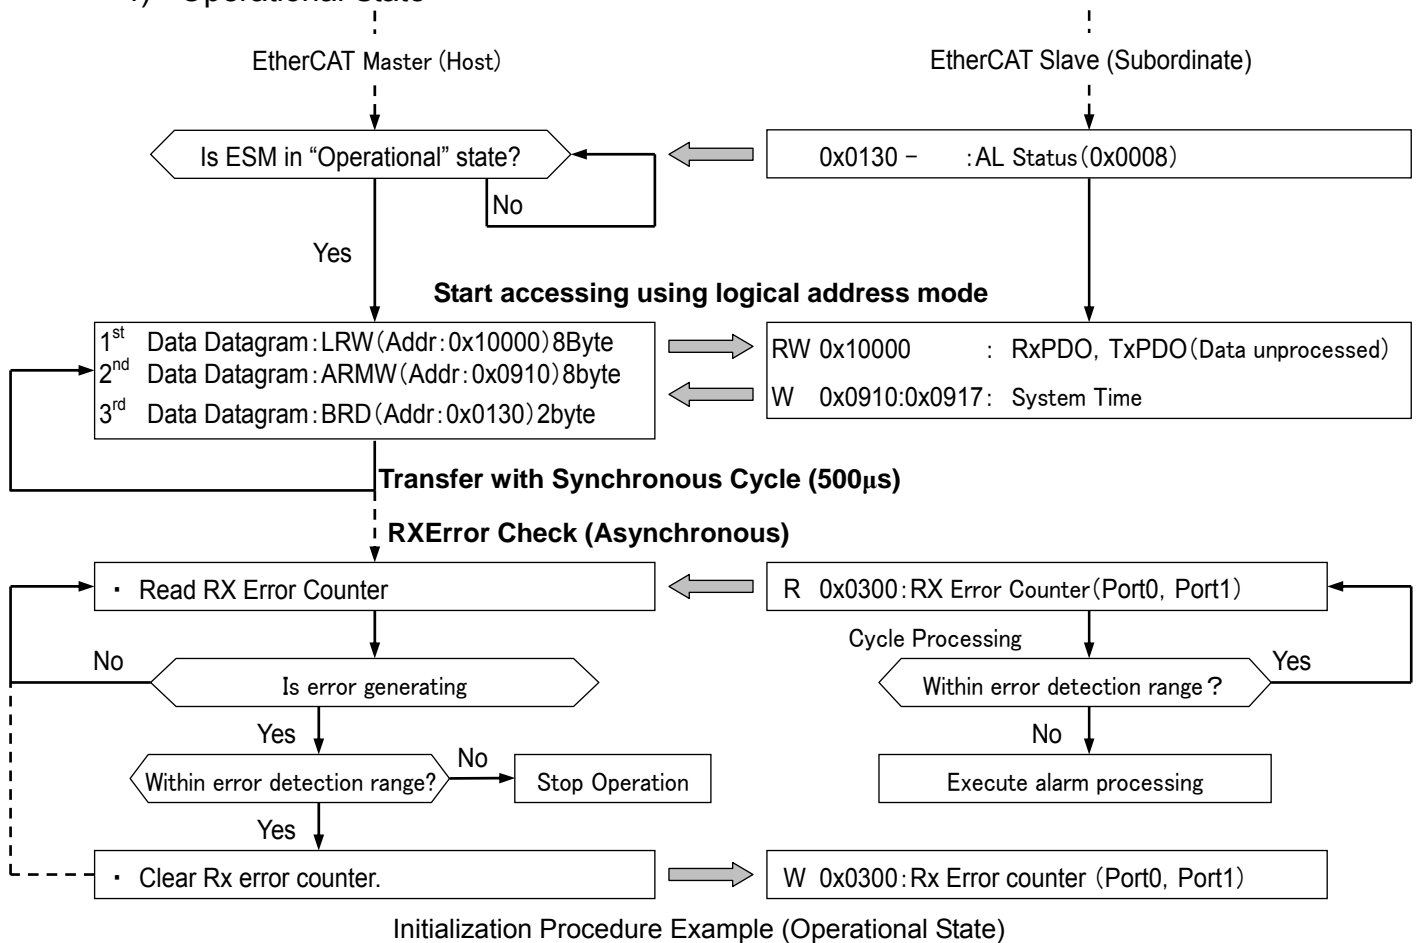 Operational State
EtherCAT Master (Host)
EtherCAT Slave (Subordinate)
Is ESM in “Operational” state?
0x0130 – :AL Status(0x0008)
No
Yes
Start accessing using logical address mode
1st Data Datagram:LRW(Addr:0x10000)8Byte
2nd Data Datagram:ARMW(Addr:0x0910)8byte
3rd Data Datagram:BRD(Addr:0x0130)2byte
RW 0x10000 : RxPDO, TxPDO(Data unprocessed)
W 0x0910:0x0917: System Time
Transfer with Synchronous Cycle (500μs)
RXError Check (Asynchronous)
・ Read RX Error Counter
R 0x0300:RX Error Counter(Port0, Port1)
Cycle Processing
No
Is error generating
Within error detection range?
Yes
Yes
No
No
Within error detection range?
Stop Operation
Execute alarm processing
Yes
・ Clear Rx error counter.
W 0x0300:Rx Error counter (Port0, Port1)
Initialization Procedure Example (Operational State)